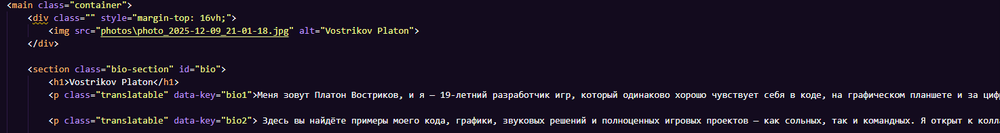 <main class="container">
<div class="" style="margin-top: 16vh;">
<img src="photos\photo_2025-12-09_21-01-18.jpg" alt="Vostrikov Platon">
</div>
<section class="bio-section" id="bio">
<h1>Vostrikov Platon</h1>
<p class="translatable" data-key="bio1">Меня зовут Платон Востриков, и я — 19-летний разработчик игр, который одинаково хорошо чувствует себя в коде, на графическом планшете и за
<p class="translatable" data-key="bio2"> Здесь вы найдёте примеры моего кода, графики, звуковых решений и полноценных игровых проектов — как сольных, так и командных. Я открыт к